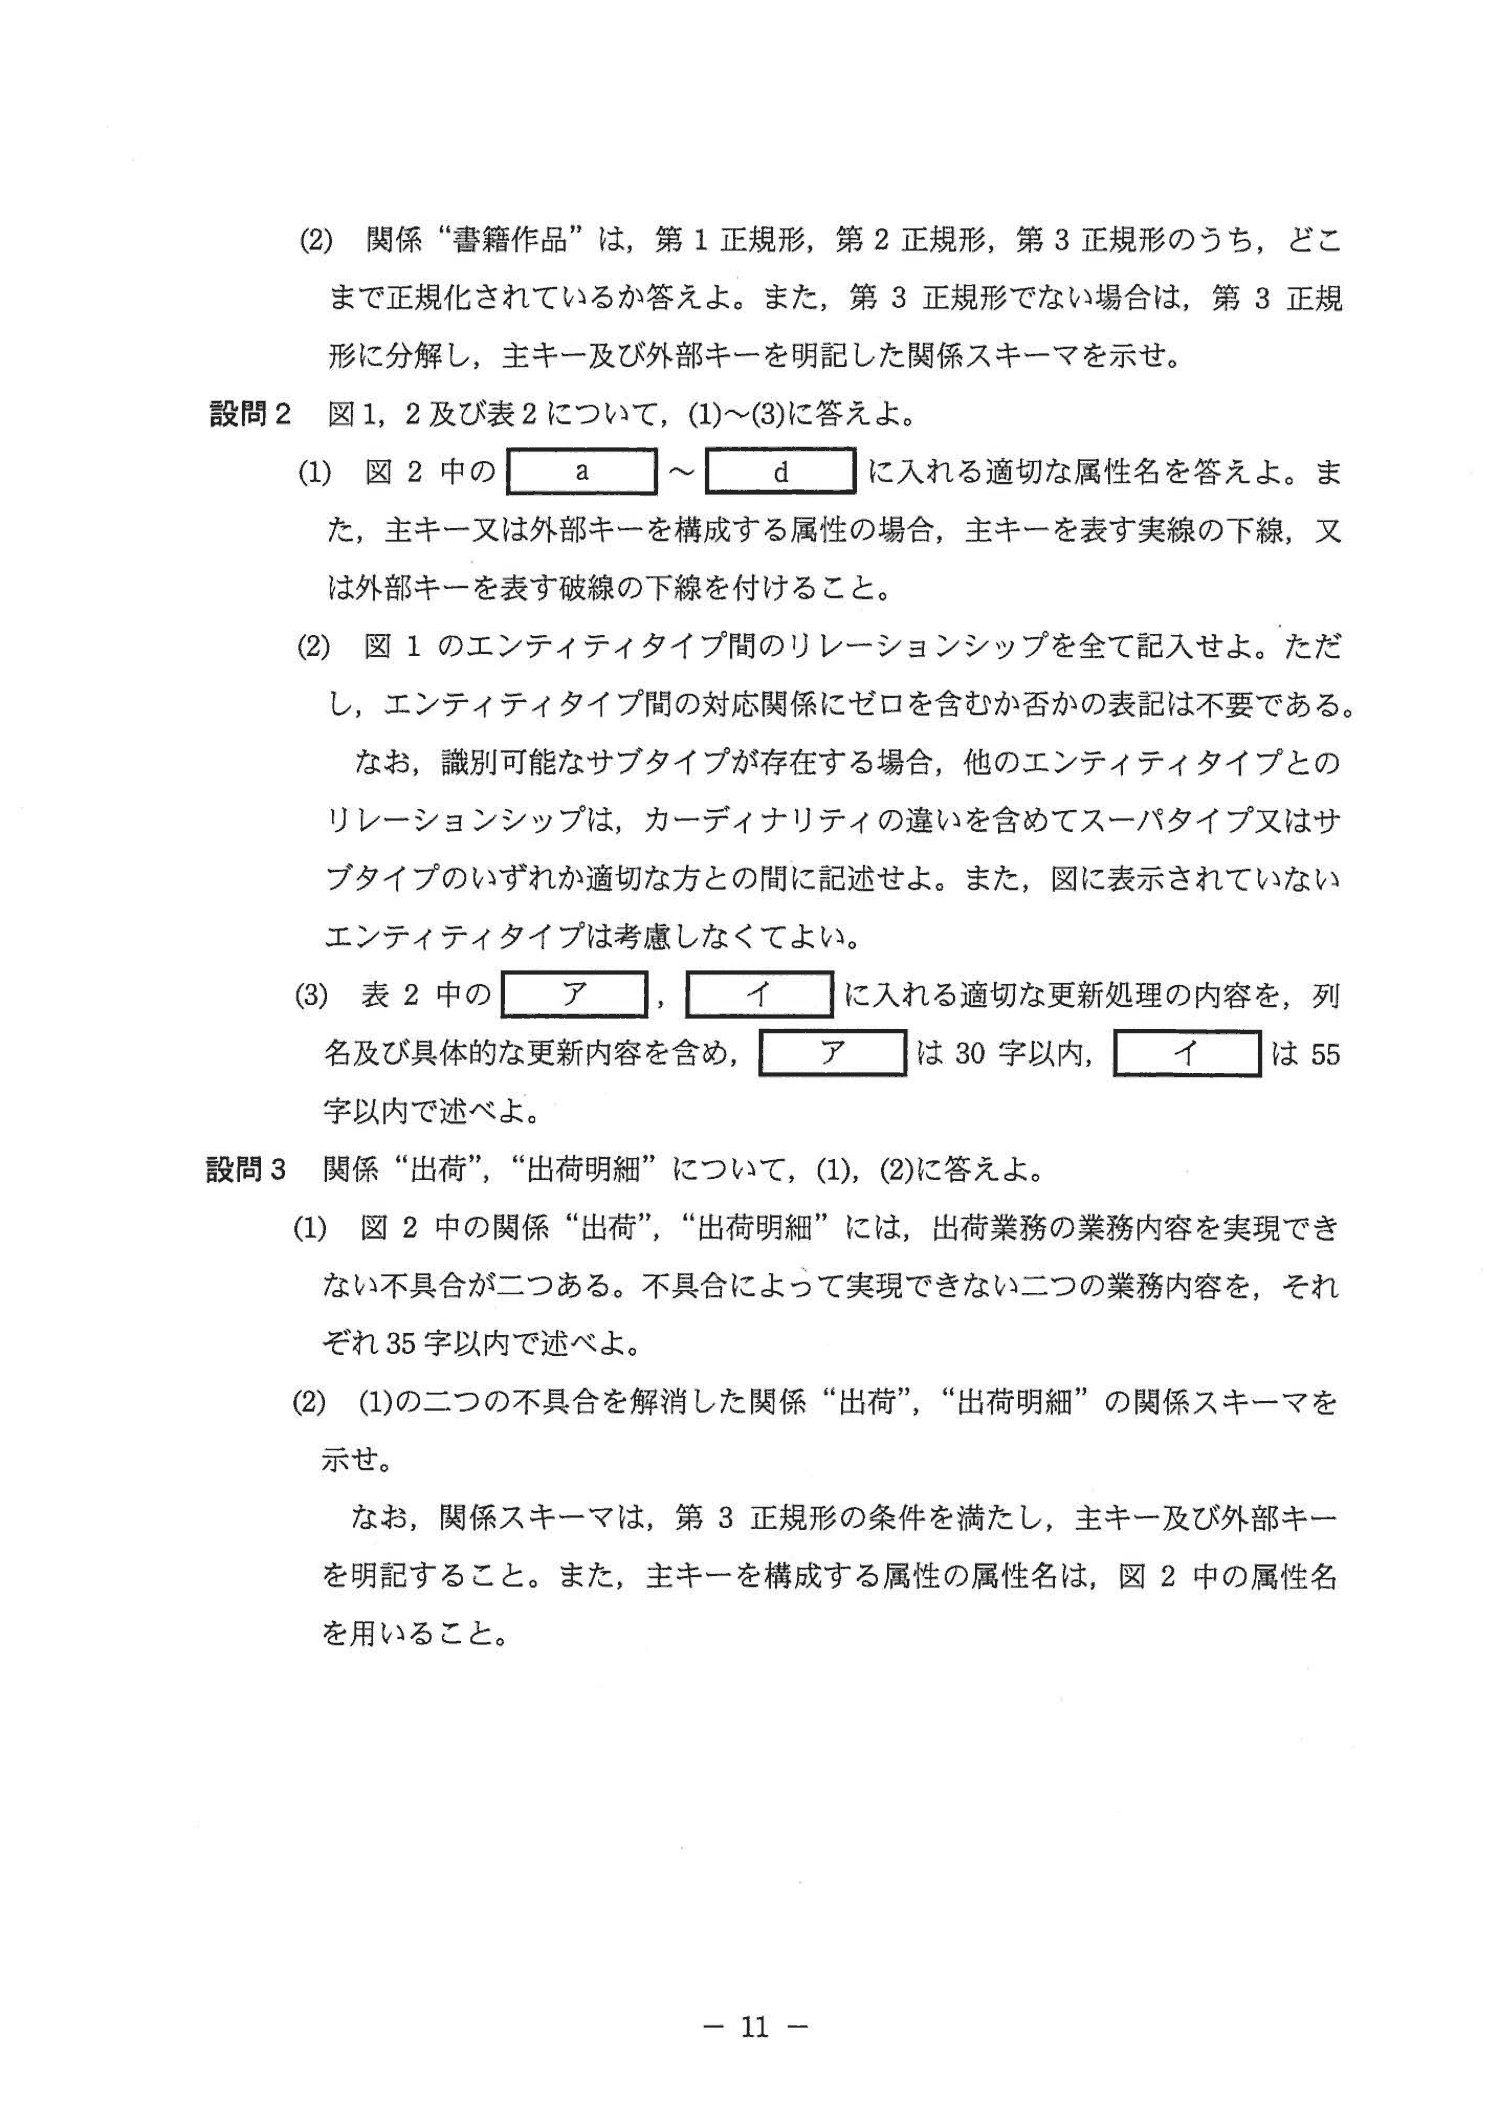 (2) 関係“書籍作品”は，第 1 正規形，第 2 正規形，第 3 正規形のうち，どこ
まで正規化されているか答えよ。また，第 3 正規形でない場合は，第 3 正規
形に分解し，主キー及び外部キーを明記した関係スキーマを示せ。
設問2 図1，2及び表2について，(1)～(3)に答えよ。
(1) 図 2 中の a ～ d に入れる適切な属性名を答えよ。ま
た，主キー又は外部キーを構成する属性の場合，主キーを表す実線の下線，又
は外部キーを表す破線の下線を付けること。
(2) 図 1 のエンティティタイプ間のリレーションシップを全て記入せよ。ただ
し，エンティティタイプ間の対応関係にゼロを含むか否かの表記は不要である。
なお，識別可能なサブタイプが存在する場合，他のエンティティタイプとの
リレーションシップは，カーディナリティの違いを含めてスーパタイプ又はサ
ブタイプのいずれか適切な方との間に記述せよ。また，図に表示されていない
エンティティタイプは考慮しなくてよい。
(3) 表 2 中の ア ， イ に入れる適切な更新処理の内容を，列
名及び具体的な更新内容を含め， ア は 30 字以内， イ は 55
字以内で述べよ。
設問3 関係“出荷”，“出荷明細”について，(1)，(2)に答えよ。
(1) 図 2 中の関係“出荷”，“出荷明細”には，出荷業務の業務内容を実現でき
ない不具合が二つある。不具合によって実現できない二つの業務内容を，それ
ぞれ 35 字以内で述べよ。
(2) (1)の二つの不具合を解消した関係“出荷”，“出荷明細”の関係スキーマを
示せ。
なお，関係スキーマは，第 3 正規形の条件を満たし，主キー及び外部キー
を明記すること。また，主キーを構成する属性の属性名は，図 2 中の属性名
を用いること。
－ 11 －